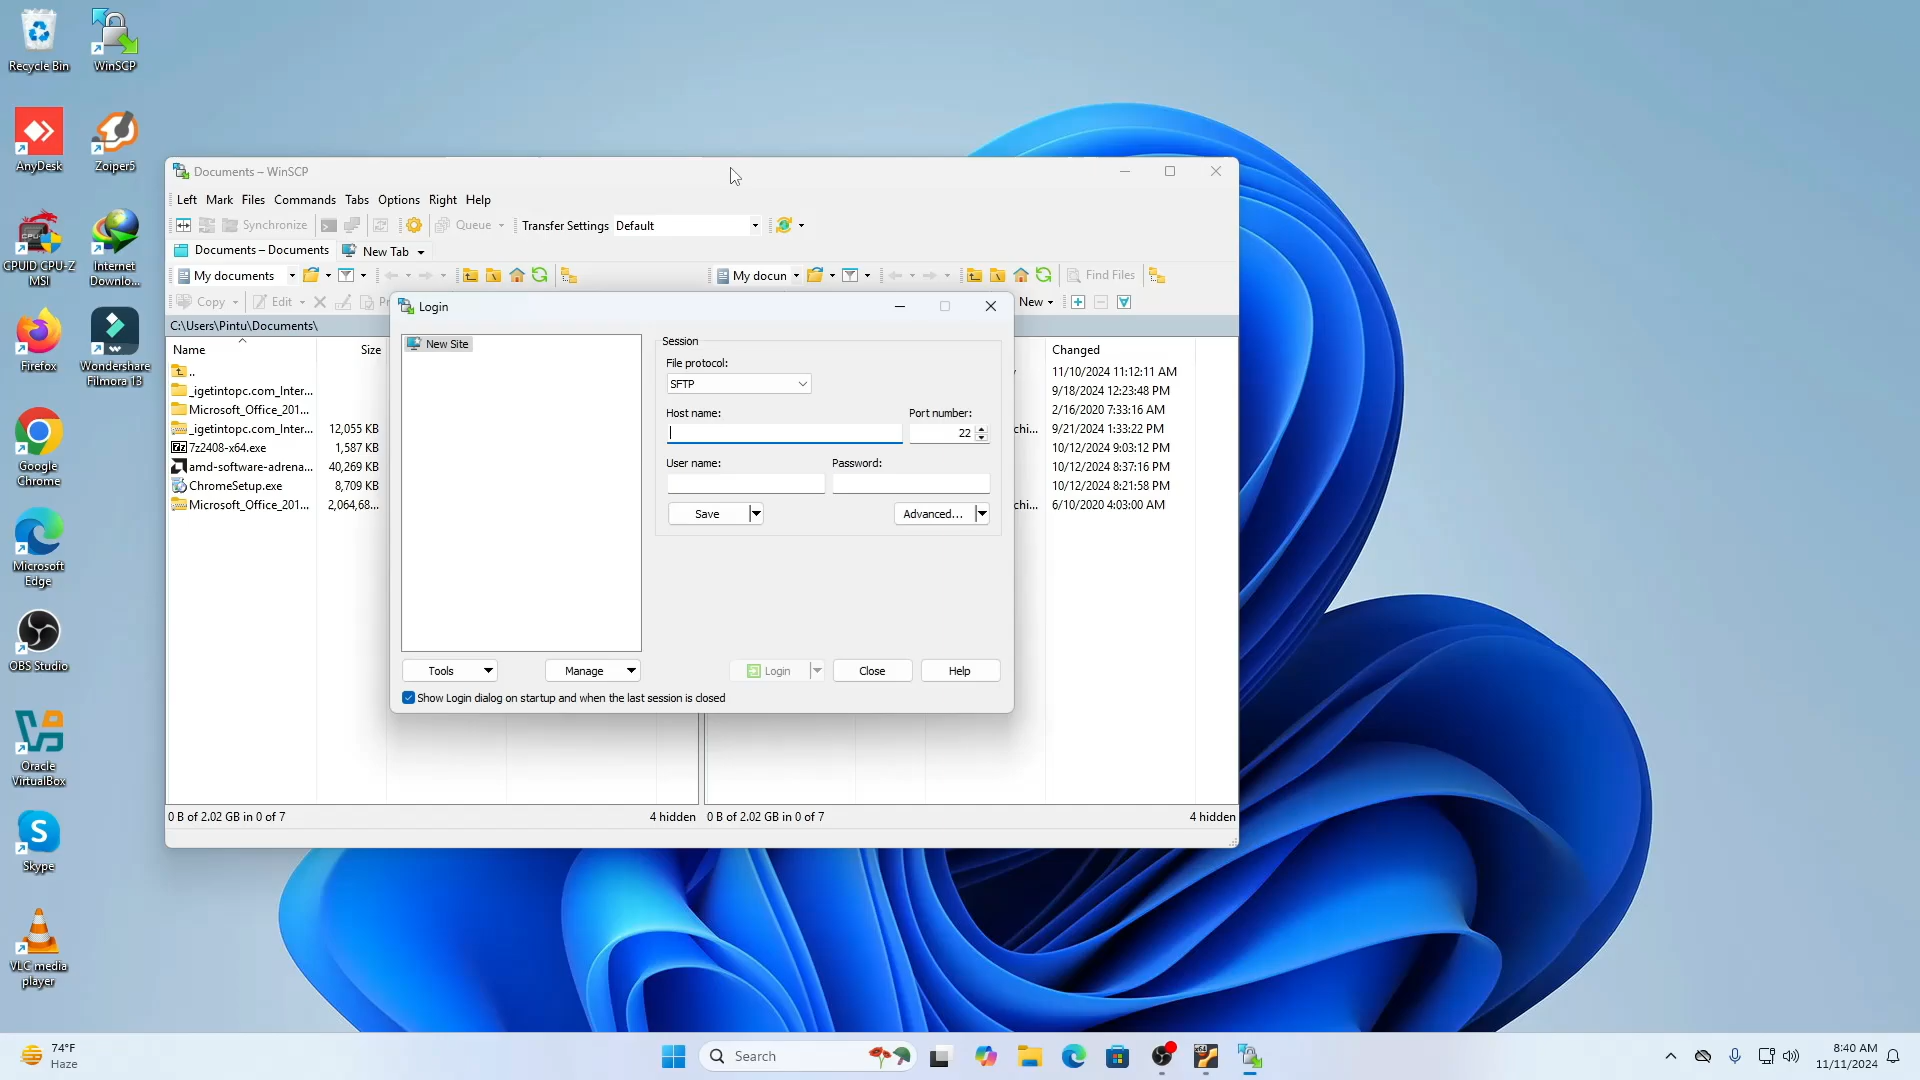 Recycle Bin
WinSCP
AnyDesk
Zoiper5
CPUID CPU-Z
MSI
Internet
Downlo...
Firefox
Wondershare
Filmora 13
Google
Chrome
Microsoft
Edge
OBS Studio
Oracle
VirtualBox
Skype
VLC media
player
Documents – WinSCP
Left Mark Files Commands Tabs Options Right Help
Synchronize Queue Transfer Settings Default
Documents – Documents New Tab
My documents My docun Find Files
Copy Edit New
C:\Users\Pintu\Documents\
Name Size Changed
.. 11/10/2024 11:12:11 AM
_igetintopc.com_Inter... 9/18/2024 12:23:48 PM
Microsoft_Office_201... 2/16/2020 7:33:16 AM
_igetintopc.com_Inter... 12,055 KB chi... 9/21/2024 1:33:22 PM
7z2408-x64.exe 1,587 KB 10/12/2024 9:03:12 PM
amd-software-adrena... 40,269 KB 10/12/2024 8:37:16 PM
ChromeSetup.exe 8,709 KB 10/12/2024 8:21:58 PM
Microsoft_Office_201... 2,064,68... chi... 6/10/2020 4:03:00 AM
Login
New Site
Session
File protocol:
SFTP
Host name: Port number:
22
User name: Password:
Save Advanced...
Tools Manage Login Close Help
Show Login dialog on startup and when the last session is closed
0 B of 2.02 GB in 0 of 7 4 hidden 0 B of 2.02 GB in 0 of 7 4 hidden
74°F
Haze
Search
8:40 AM
11/11/2024